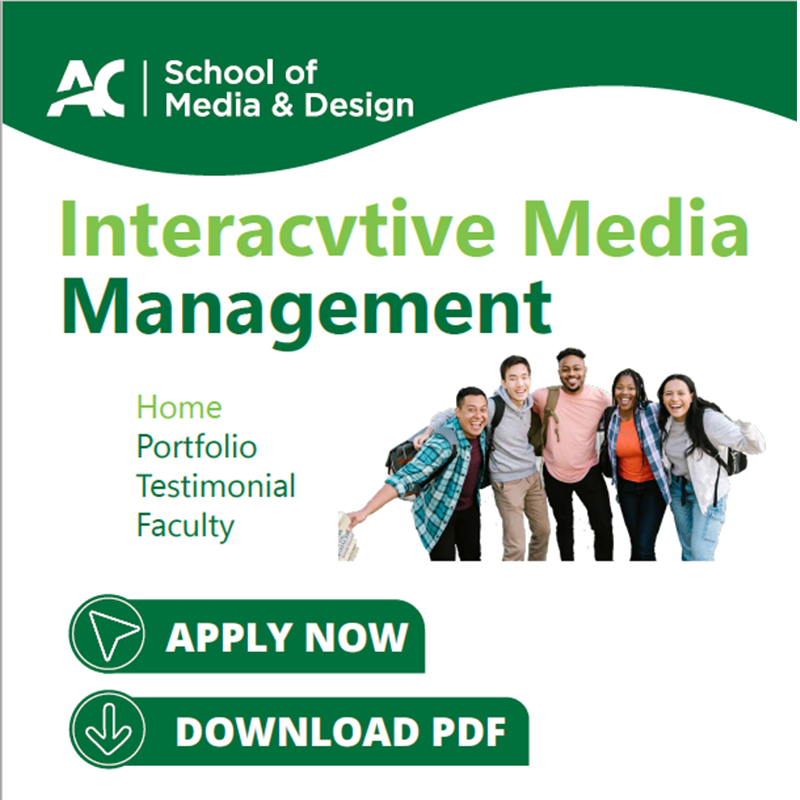 AC
School of
Media & Design
Interacvtive Media
Management
Home
Portfolio
Testimonial
Faculty
APPLY NOW
DOWNLOAD PDF